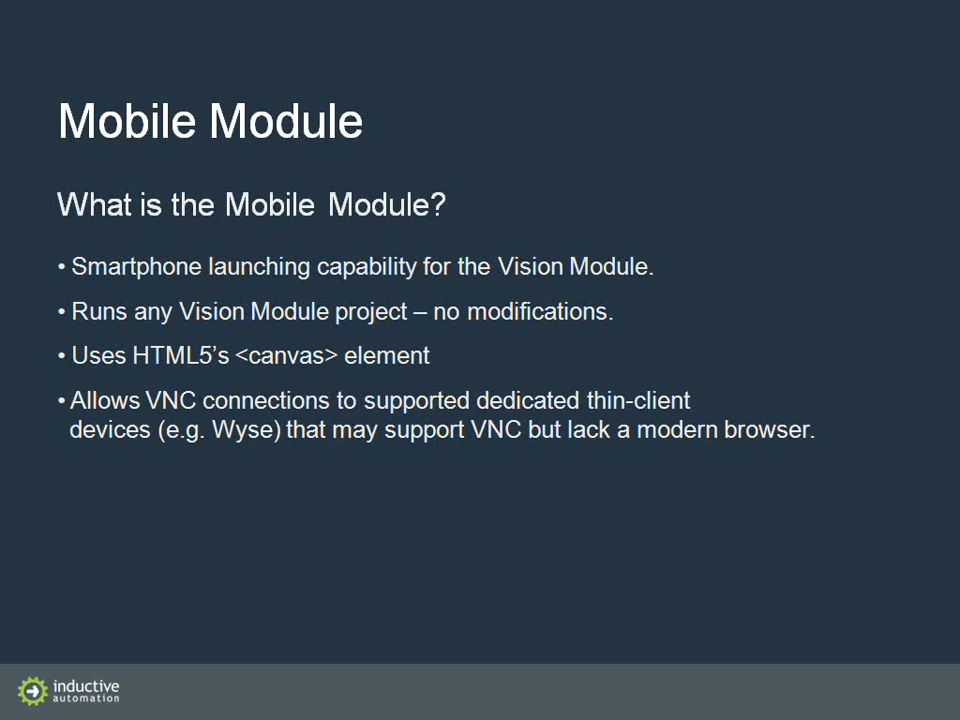 Mobile Module
What is the Mobile Module?
• Smartphone launching capability for the Vision Module.
• Runs any Vision Module project – no modifications.
• Uses HTML5’s <canvas> element
• Allows VNC connections to supported dedicated thin-client
devices (e.g. Wyse) that may support VNC but lack a modern browser.
inductive
automation